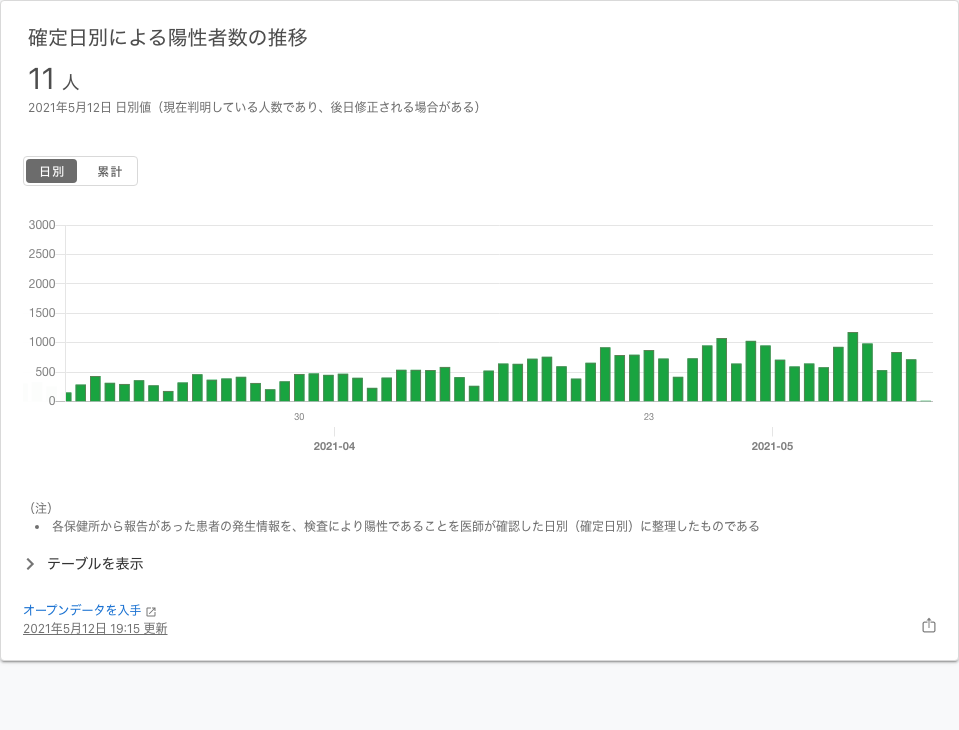 確定日別による陽性者数の推移
11 人
2021年5月12日 日別値（現在判明している人数であり、後日修正される場合がある）
日別 累計
3000
2500
2000
1500
1000
500
0
30 23
2021-04 2021-05
（注）
• 各保健所から報告があった患者の発生情報を、検査により陽性であることを医師が確認した日別（確定日別）に整理したものである
テーブルを表示
オープンデータを入手
2021年5月12日 19:15 更新